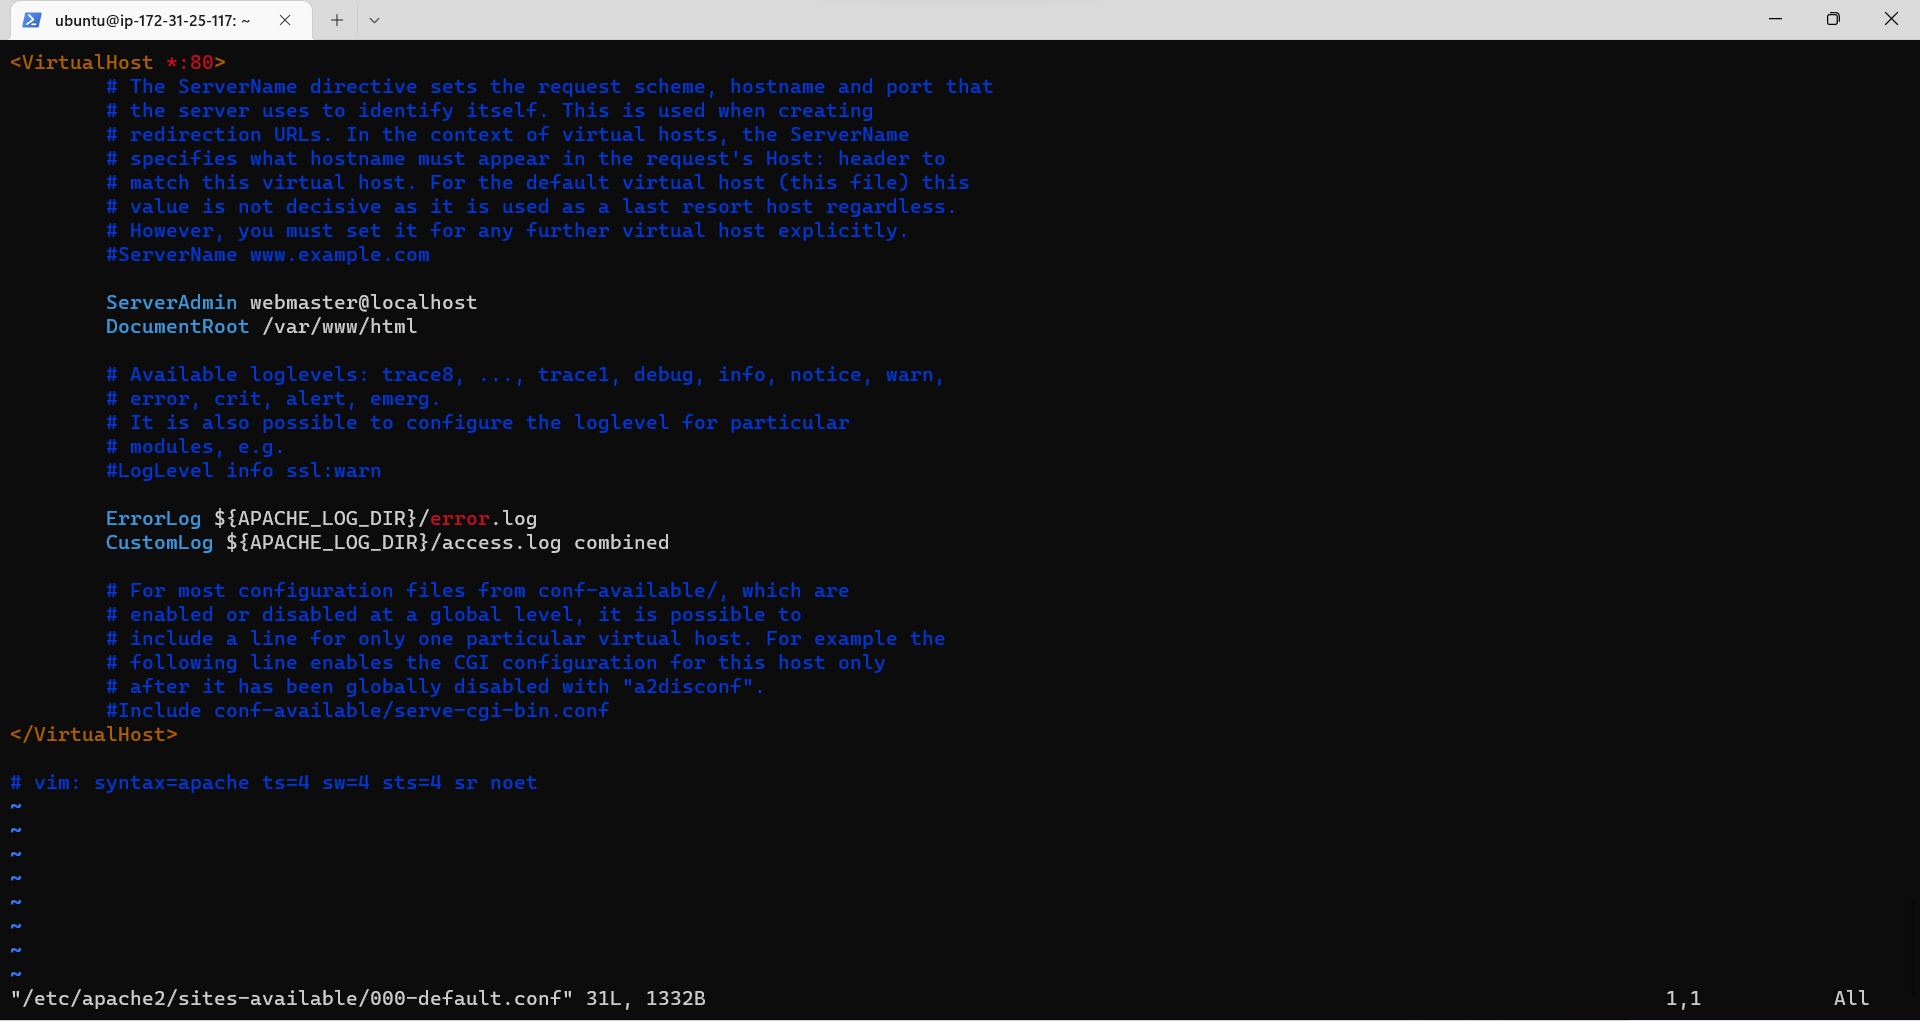 ubuntu@ip-172-31-25-117: ~
<VirtualHost *:80>
# The ServerName directive sets the request scheme, hostname and port that
# the server uses to identify itself. This is used when creating
# redirection URLs. In the context of virtual hosts, the ServerName
# specifies what hostname must appear in the request's Host: header to
# match this virtual host. For the default virtual host (this file) this
# value is not decisive as it is used as a last resort host regardless.
# However, you must set it for any further virtual host explicitly.
#ServerName www.example.com
ServerAdmin webmaster@localhost
DocumentRoot /var/www/html
# Available loglevels: trace8, ..., trace1, debug, info, notice, warn,
# error, crit, alert, emerg.
# It is also possible to configure the loglevel for particular
# modules, e.g.
#LogLevel info ssl:warn
ErrorLog ${APACHE_LOG_DIR}/error.log
CustomLog ${APACHE_LOG_DIR}/access.log combined
# For most configuration files from conf-available/, which are
# enabled or disabled at a global level, it is possible to
# include a line for only one particular virtual host. For example the
# following line enables the CGI configuration for this host only
# after it has been globally disabled with "a2disconf".
#Include conf-available/serve-cgi-bin.conf
</VirtualHost>
# vim: syntax=apache ts=4 sw=4 sts=4 sr noet
~
~
~
~
~
~
~
~
"/etc/apache2/sites-available/000-default.conf" 31L, 1332B 1,1 All